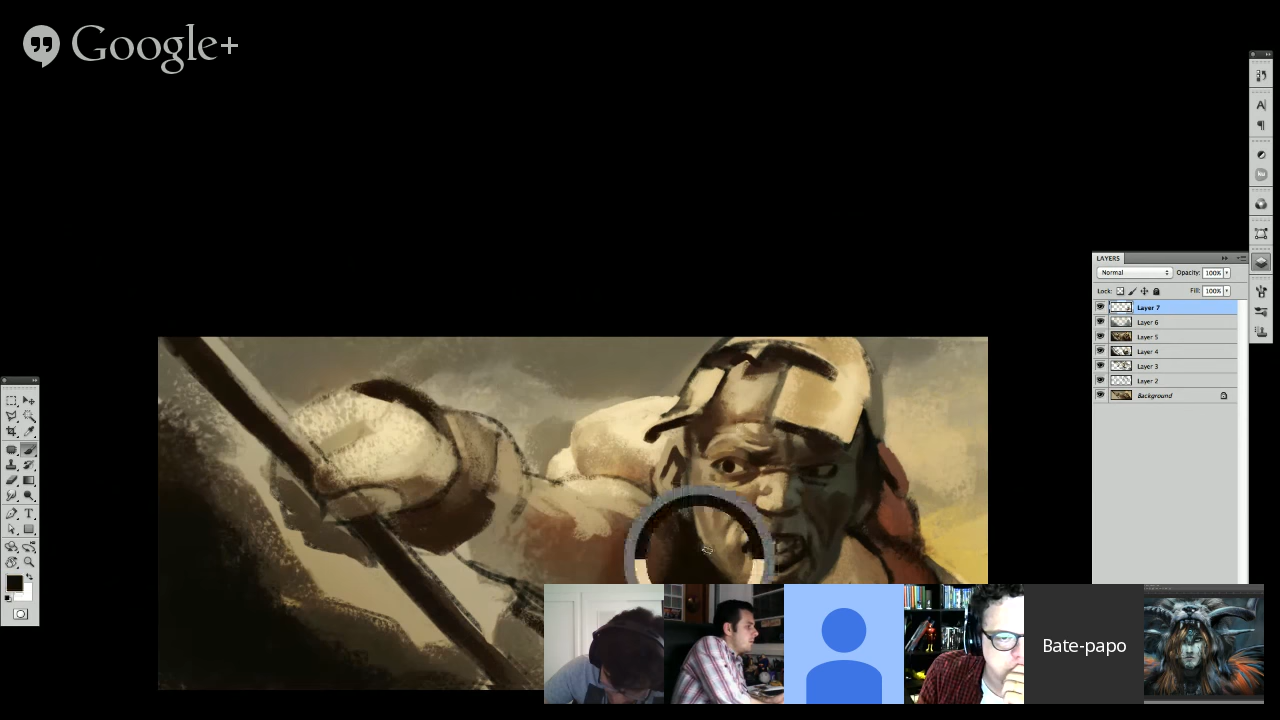 Google+
LAYERS
Normal
Opacity: 100%
Lock:
Fill: 100%
Layer 7
Layer 6
Layer 5
Layer 4
Layer 3
Layer 2
Background
Bate-papo